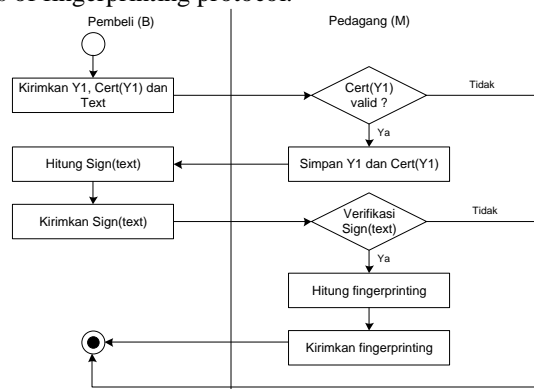 of fingerprinting protocol.
Pembeli (B)
Pedagang (M)
Kirimkan Y1, Cert(Y1) dan
Text
Cert(Y1)
valid ?
Tidak
Ya
Hitung Sign(text)
Simpan Y1 dan Cert(Y1)
Kirimkan Sign(text)
Verifikasi
Sign(text)
Tidak
Ya
Hitung fingerprinting
Kirimkan fingerprinting